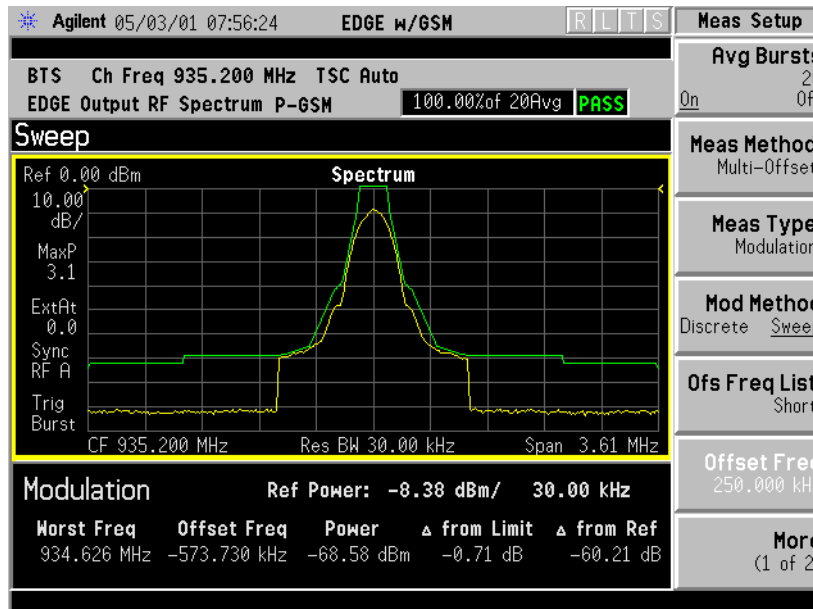 Agilent 05/03/01 07:56:24 EDGE w/GSM R L T S
BTS Ch Freq 935.200 MHz TSC Auto
EDGE Output RF Spectrum P-GSM 100.00%of 20Avg PASS
Sweep
Ref 0.00 dBm Spectrum
10.00
dB/
MaxP
3.1
ExtAt
0.0
Sync
RF A
Trig
Burst
CF 935.200 MHz Res BW 30.00 kHz Span 3.61 MHz
Modulation Ref Power: -8.38 dBm/ 30.00 kHz
Worst Freq Offset Freq Power Δ from Limit Δ from Ref
934.626 MHz -573.730 kHz -68.58 dBm -0.71 dB -60.21 dB
Meas Setup
Avg Bursts
2
On Of
Meas Method
Multi-Offset
Meas Type
Modulation
Mod Method
Discrete Swee
Ofs Freq List
Short
Offset Freq
250.000 kH
More
(1 of 2